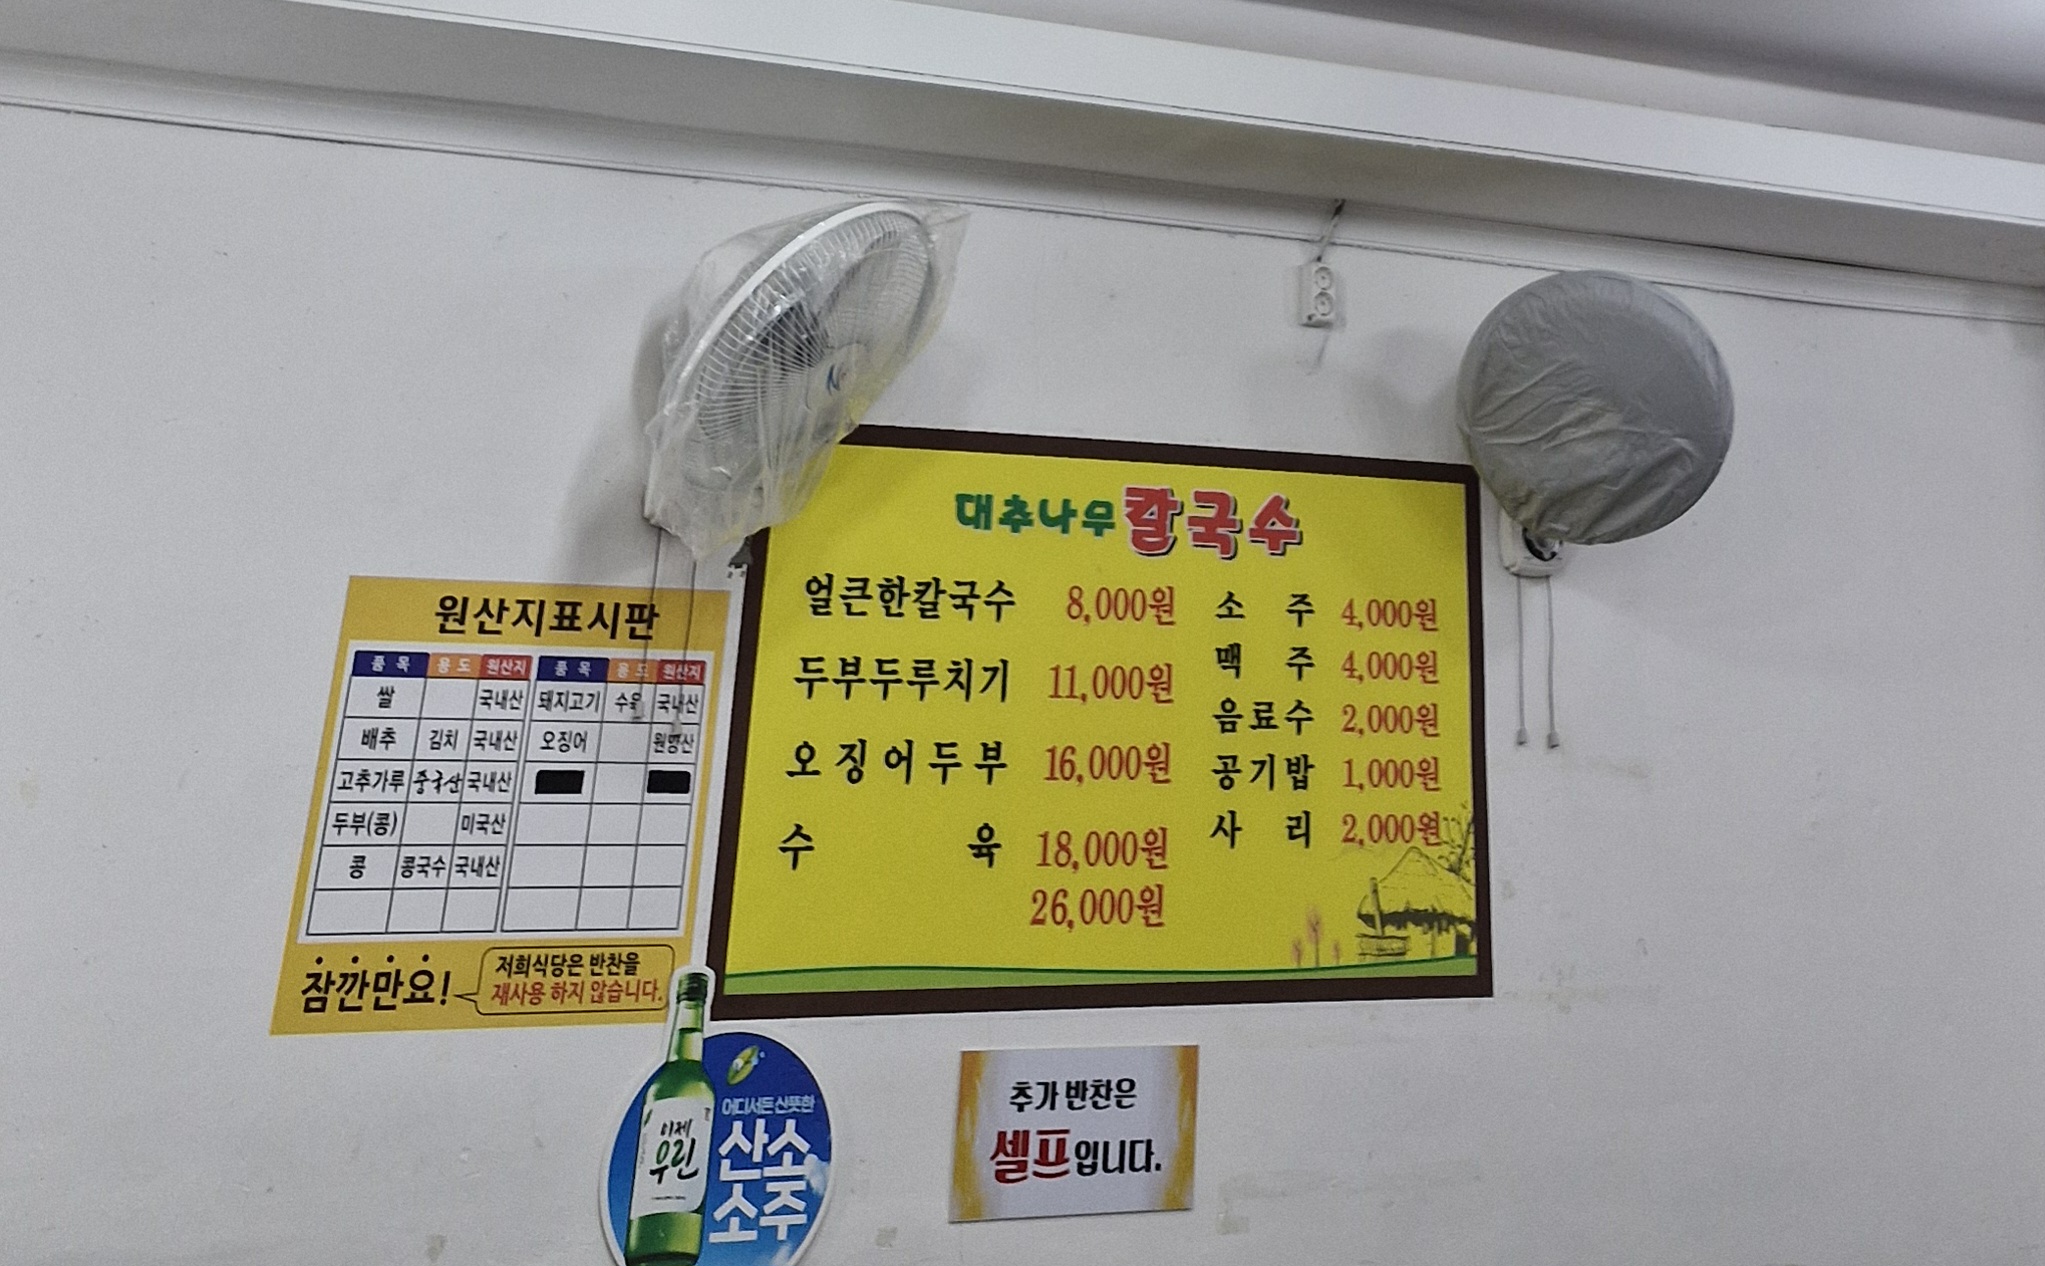 대추나무 칼국수
얼큰한칼국수 8,000원
두부두루치기 11,000원
오징어두부 16,000원
수육 18,000원
26,000원
소주 4,000원
맥주 4,000원
음료수 2,000원
공기밥 1,000원
사리 2,000원
원산지표시판
품목 용도 원산지 품목 용도 원산지
쌀 국내산 돼지고기 수육 국내산
배추 김치 국내산 오징어 원양산
고추가루 중국산 국내산
두부(콩) 미국산
콩 콩국수 국내산
잠깐만요!
저희식당은 반찬을
재사용 하지 않습니다.
어디서든 산뜻한
산소
소주
이제
우린
추가 반찬은
셀프입니다.